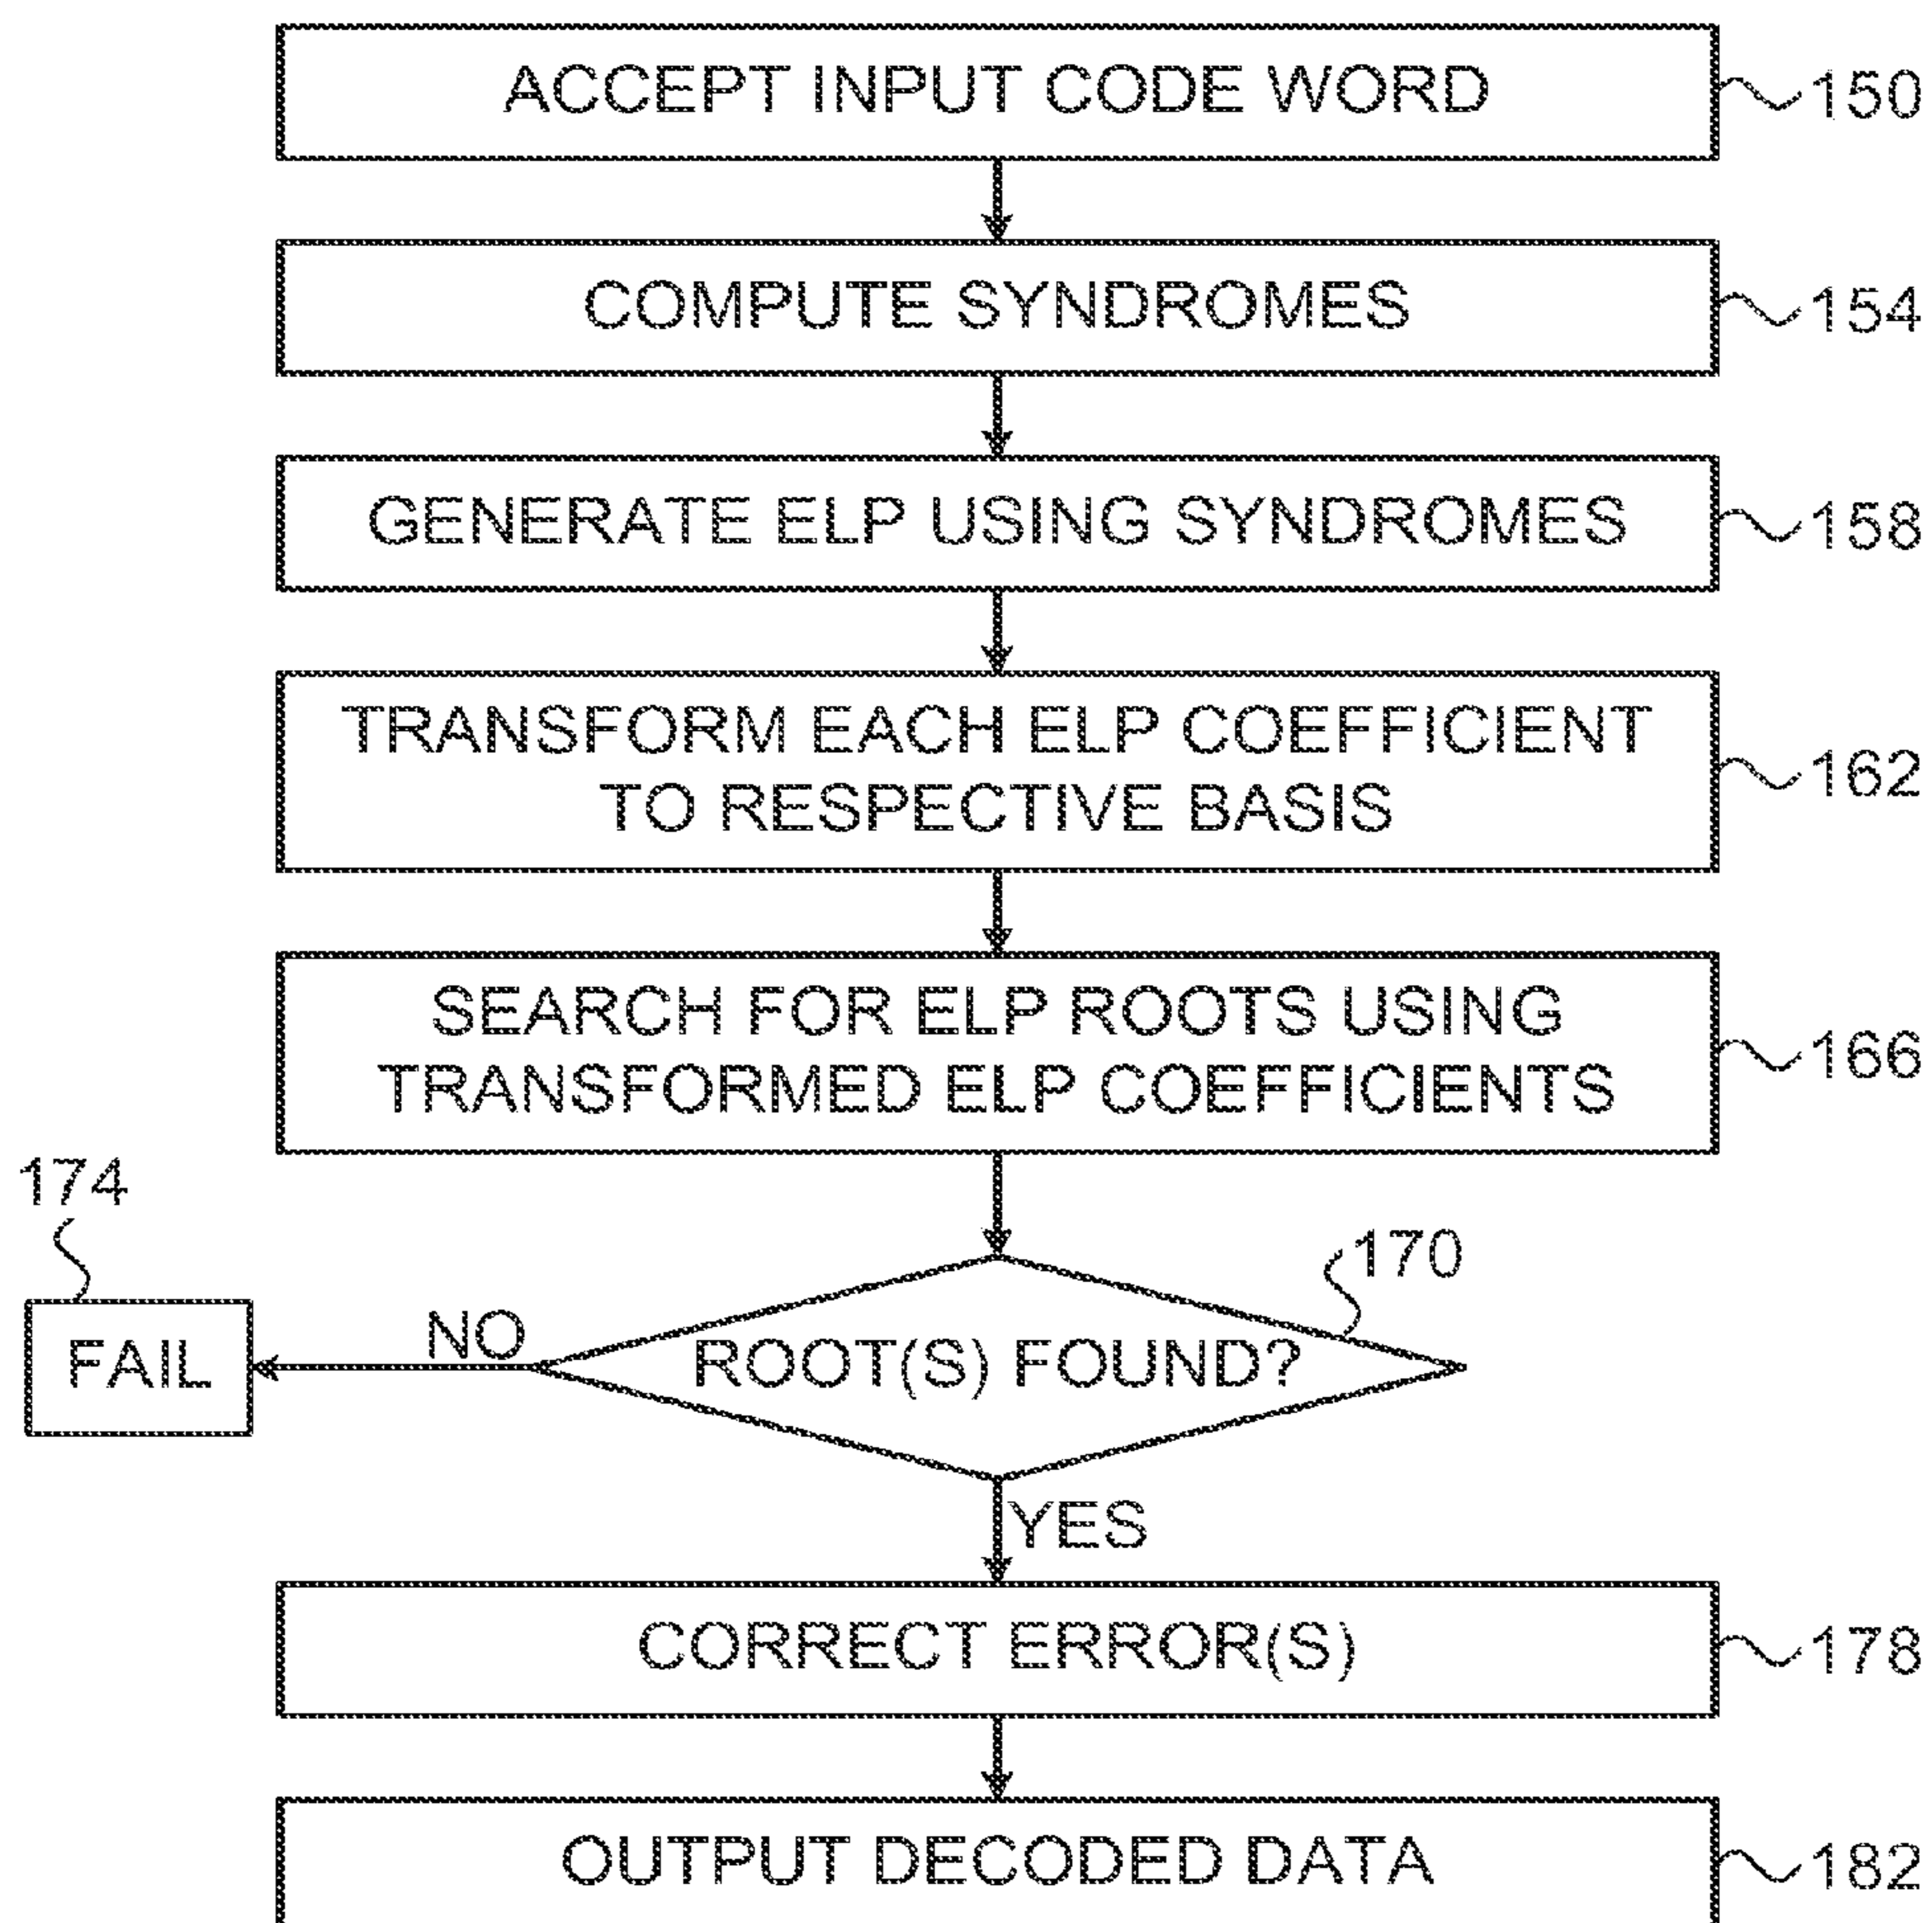 ACCEPT INPUT CODE WORD
150
COMPUTE SYNDROMES
154
GENERATE ELP USING SYNDROMES
158
TRANSFORM EACH ELP COEFFICIENT
TO RESPECTIVE BASIS
162
SEARCH FOR ELP ROOTS USING
TRANSFORMED ELP COEFFICIENTS
166
174
170
FAIL
NO
ROOT(S) FOUND?
YES
CORRECT ERROR(S)
178
OUTPUT DECODED DATA
182